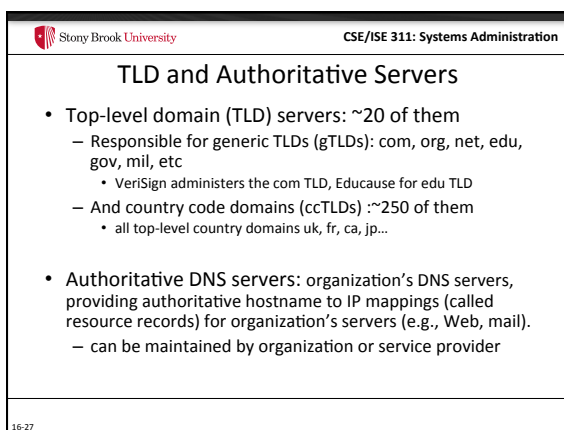 Stony Brook University
CSE/ISE 311: Systems Administration
TLD and Authoritative Servers
• Top-level domain (TLD) servers: ~20 of them
– Responsible for generic TLDs (gTLDs): com, org, net, edu,
gov, mil, etc
• VeriSign administers the com TLD, Educause for edu TLD
– And country code domains (ccTLDs) :~250 of them
• all top-level country domains uk, fr, ca, jp…
• Authoritative DNS servers: organization's DNS servers,
providing authoritative hostname to IP mappings (called
resource records) for organization's servers (e.g., Web, mail).
– can be maintained by organization or service provider
16-27